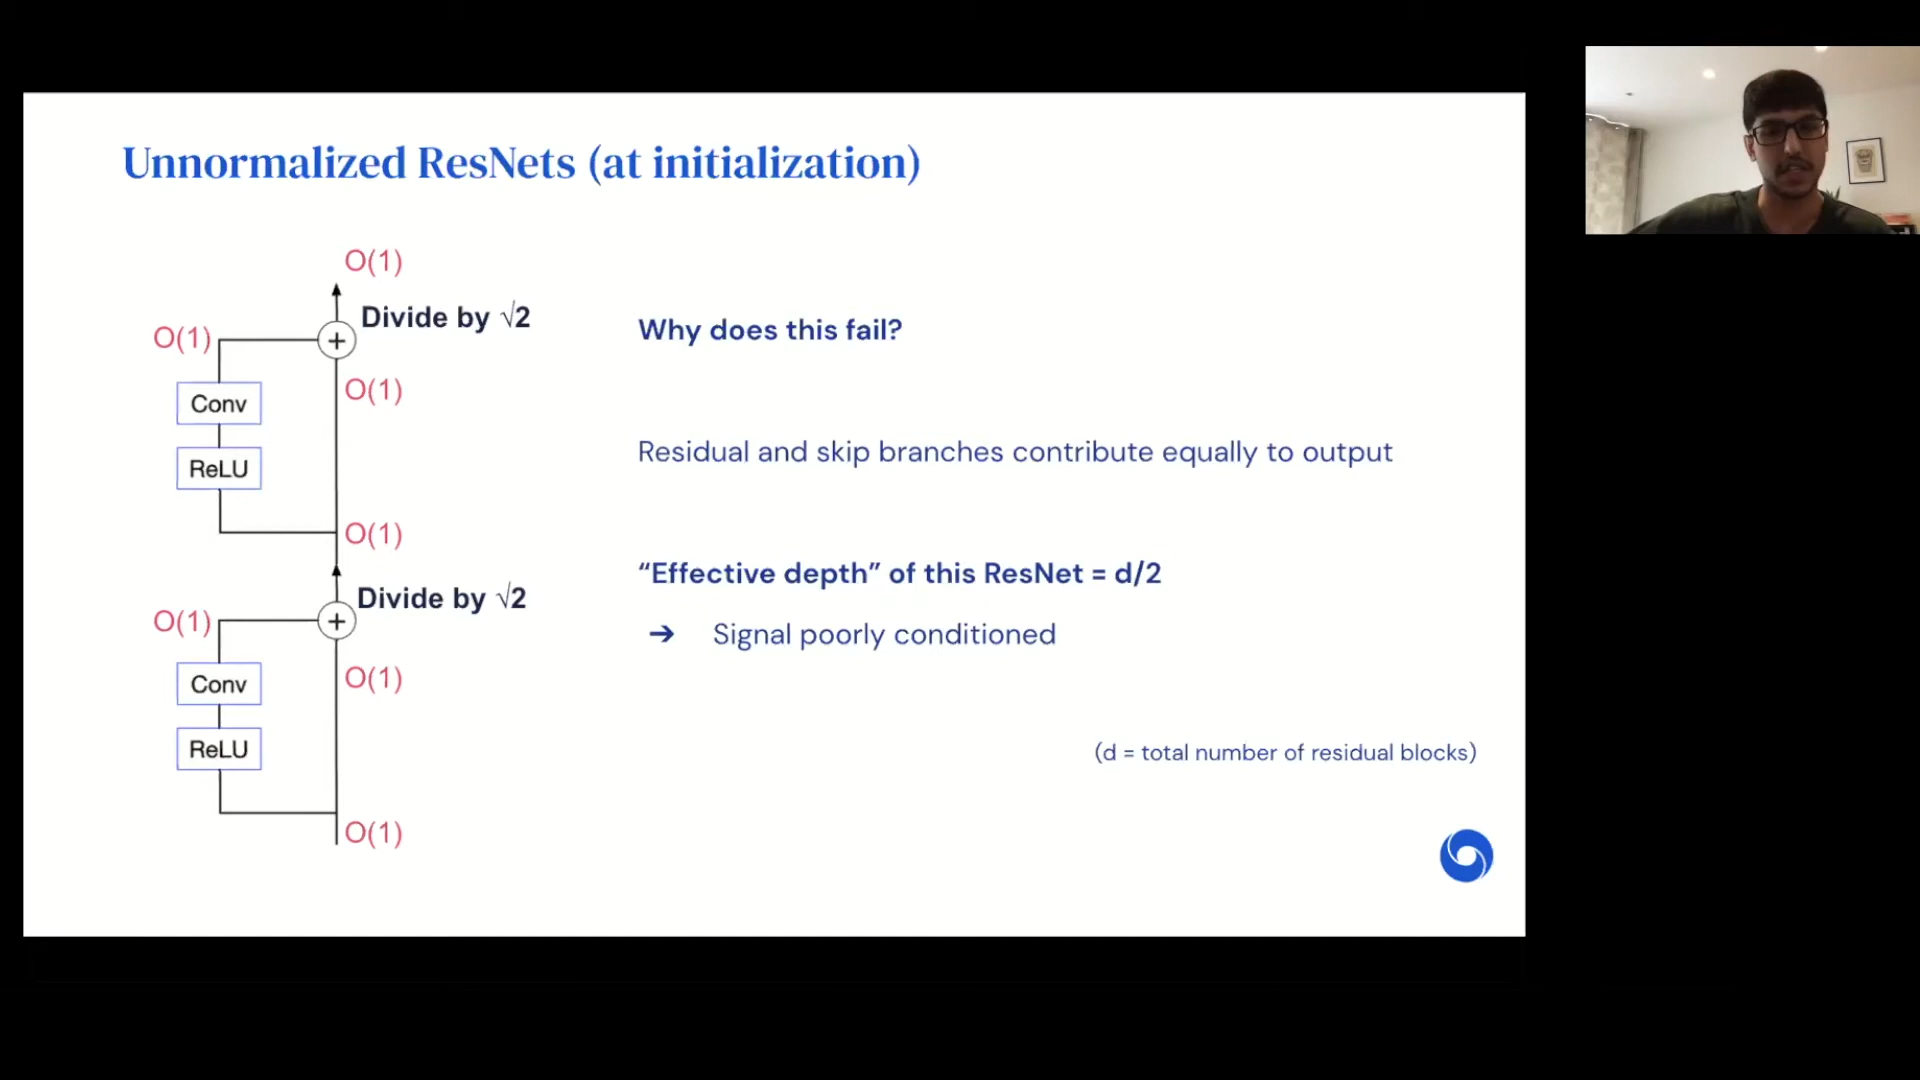 Unnormalized ResNets (at initialization)
O(1)
Divide by √2
O(1)
O(1)
Conv
ReLU
O(1)
Divide by √2
O(1)
O(1)
Conv
ReLU
O(1)
Why does this fail?
Residual and skip branches contribute equally to output
“Effective depth” of this ResNet = d/2
➔ Signal poorly conditioned
(d = total number of residual blocks)